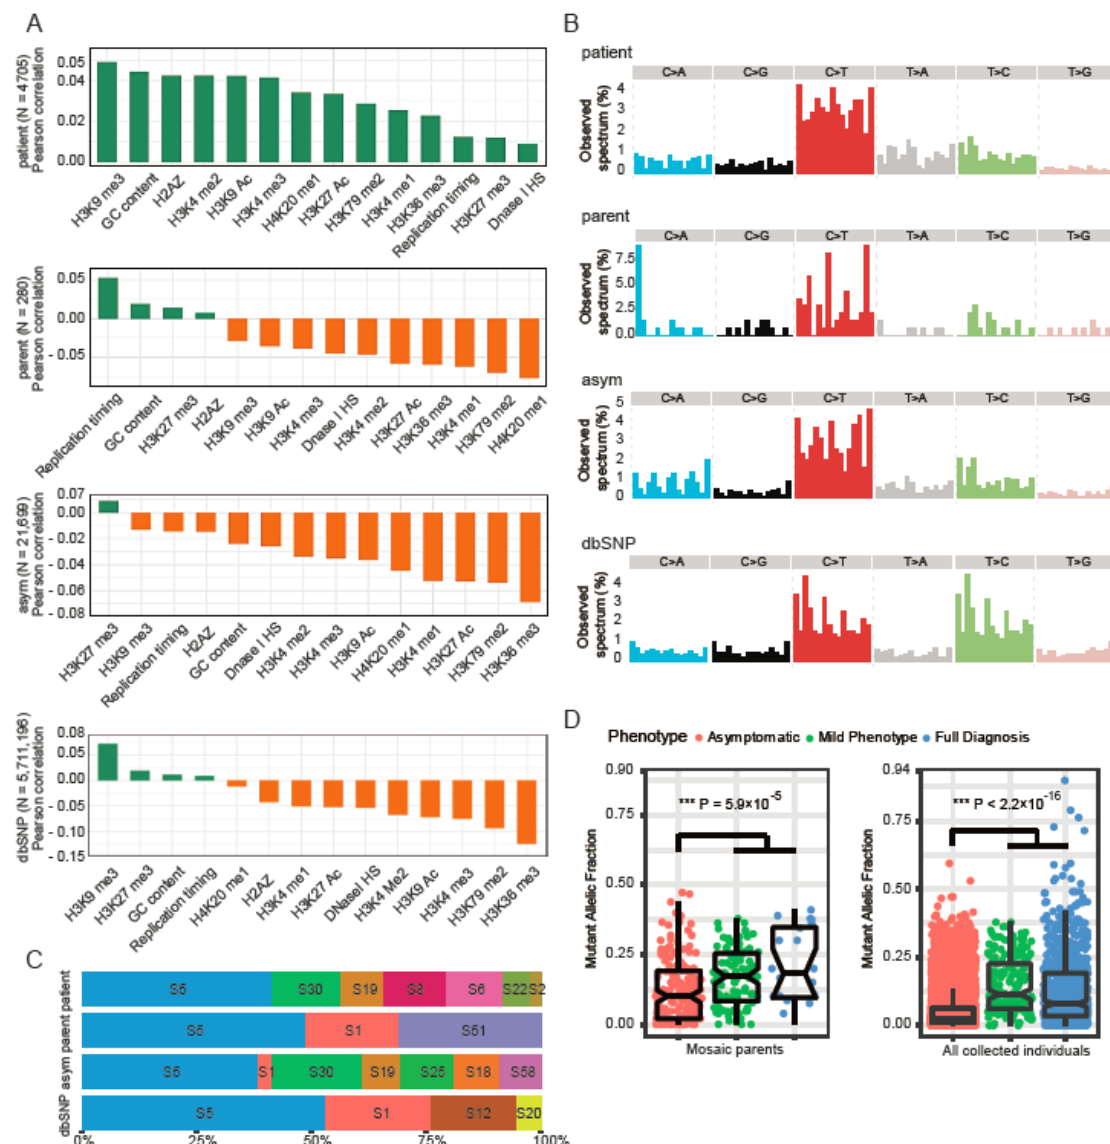 A
patient (N = 4705)
Pearson correlation
0.05
0.04
0.02
0.00
H3K9 me3
GC content
H2AZ
H3K4 me2
H3K9 Ac
H3K4 me3
H4K20 me1
H3K27 Ac
H3K79 me2
H3K4 me1
H3K36 me3
Replication timing
H3K27 me3
Dnase I HS
parent (N = 280)
Pearson correlation
0.05
0.00
- 0.05
Replication timing
GC content
H3K27 me3
H2AZ
H3K9 me3
H3K9 Ac
H3K4 me3
Dnase I HS
H3K4 me2
H3K27 Ac
H3K36 me3
H3K4 me1
H3K79 me2
H4K20 me1
asym (N = 21,699)
Pearson correlation
0.07
0.00
- 0.02
- 0.04
- 0.06
- 0.08
H3K27 me3
H3K9 me3
Replication timing
H2AZ
GC content
Dnase I HS
H3K4 me2
H3K4 me3
H3K9 Ac
H4K20 me1
H3K4 me1
H3K27 Ac
H3K79 me2
H3K36 me3
dbSNP (N = 5,711,196)
Pearson correlation
0.08
0.05
0.00
- 0.05
- 0.10
- 0.15
H3K9 me3
H3K27 me3
GC content
Replication timing
H4K20 me1
H2AZ
H3K4 me1
H3K27 Ac
DNaseI HS
H3K4 Me2
H3K9 Ac
H3K4 me3
H3K79 me2
H3K36 me3
B
patient
C>A C>G C>T T>A T>C T>G
Observed
spectrum (%)
4
3
2
1
0
parent
C>A C>G C>T T>A T>C T>G
Observed
spectrum (%)
7.5
5.0
2.5
0.0
asym
C>A C>G C>T T>A T>C T>G
Observed
spectrum (%)
5
4
3
2
1
0
dbSNP
C>A C>G C>T T>A T>C T>G
Observed
spectrum (%)
4
3
2
1
0
C
patient
S5 S30 S19 S8 S6 S22 S2
parent
S5 S1 S51
asym
S5 S1 S30 S19 S25 S18 S58
dbSNP
S5 S1 S12 S20
0% 25% 50% 75% 100%
D
Phenotype Asymptomatic Mild Phenotype Full Diagnosis
Mutant Allelic Fraction
0.90
0.75
0.50
0.25
0.00
*** P = 5.9×10-5
Mosaic parents
Mutant Allelic Fraction
0.94
0.75
0.50
0.25
0.00
*** P < 2.2×10-16
All collected individuals